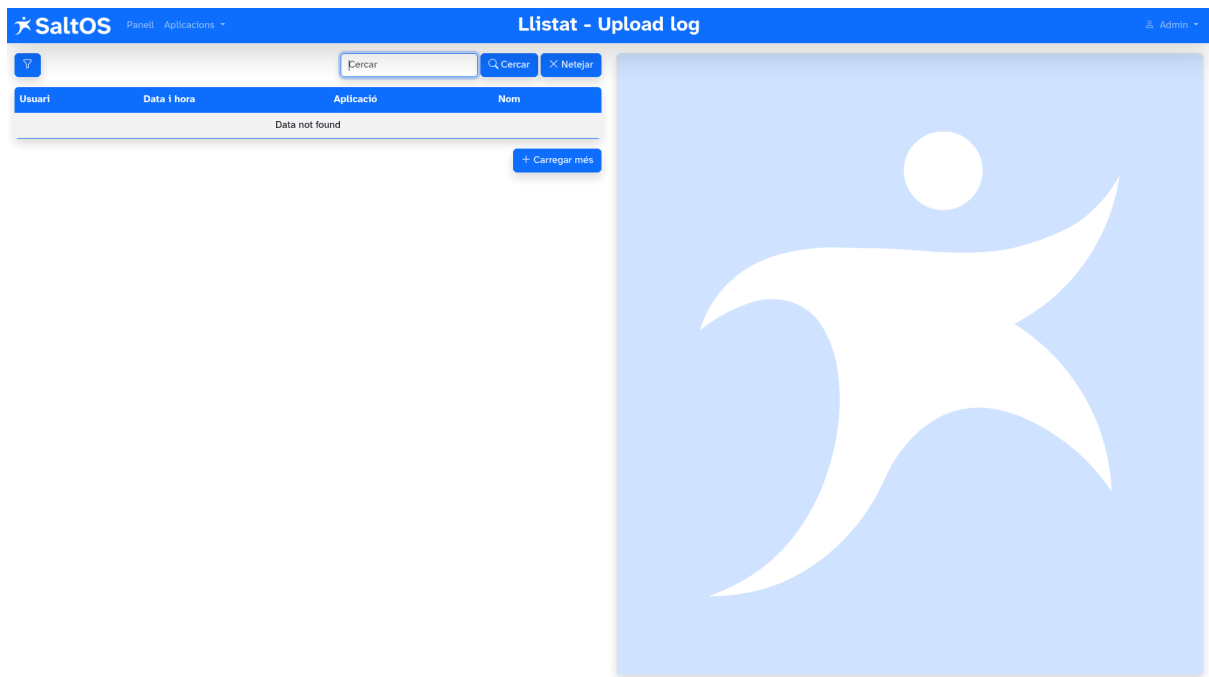 SaltOS Panell Aplicacions Llistat - Upload log Admin
Cercar Cercar Netejar
Usuari Data i hora Aplicació Nom
Data not found
+ Carregar més